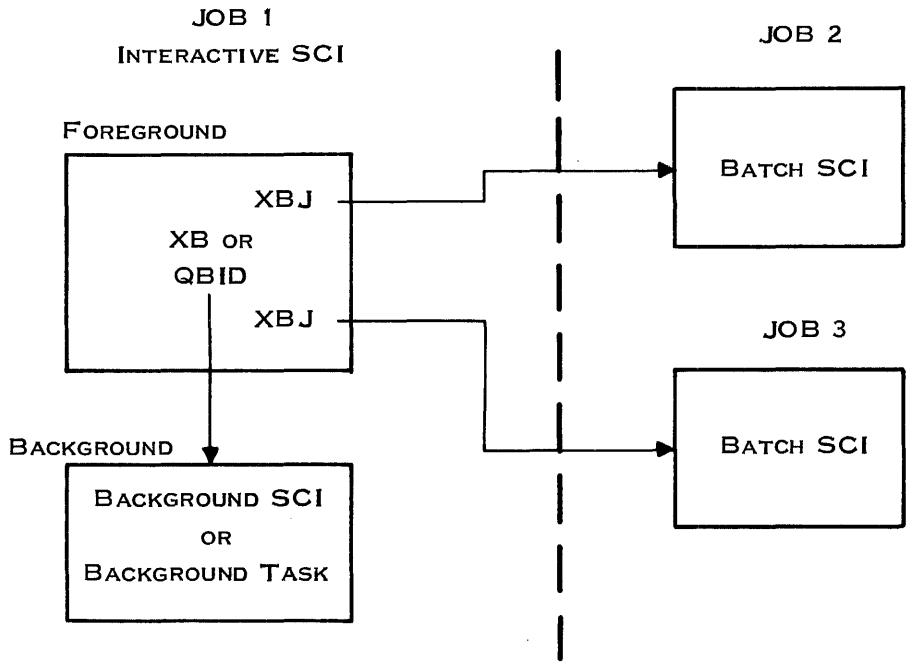 JOB 1
INTERACTIVE SCI
FOREGROUND
XBJ
XB OR
QBID
XBJ
BACKGROUND
BACKGROUND SCI
OR
BACKGROUND TASK
JOB 2
BATCH SCI
JOB 3
BATCH SCI